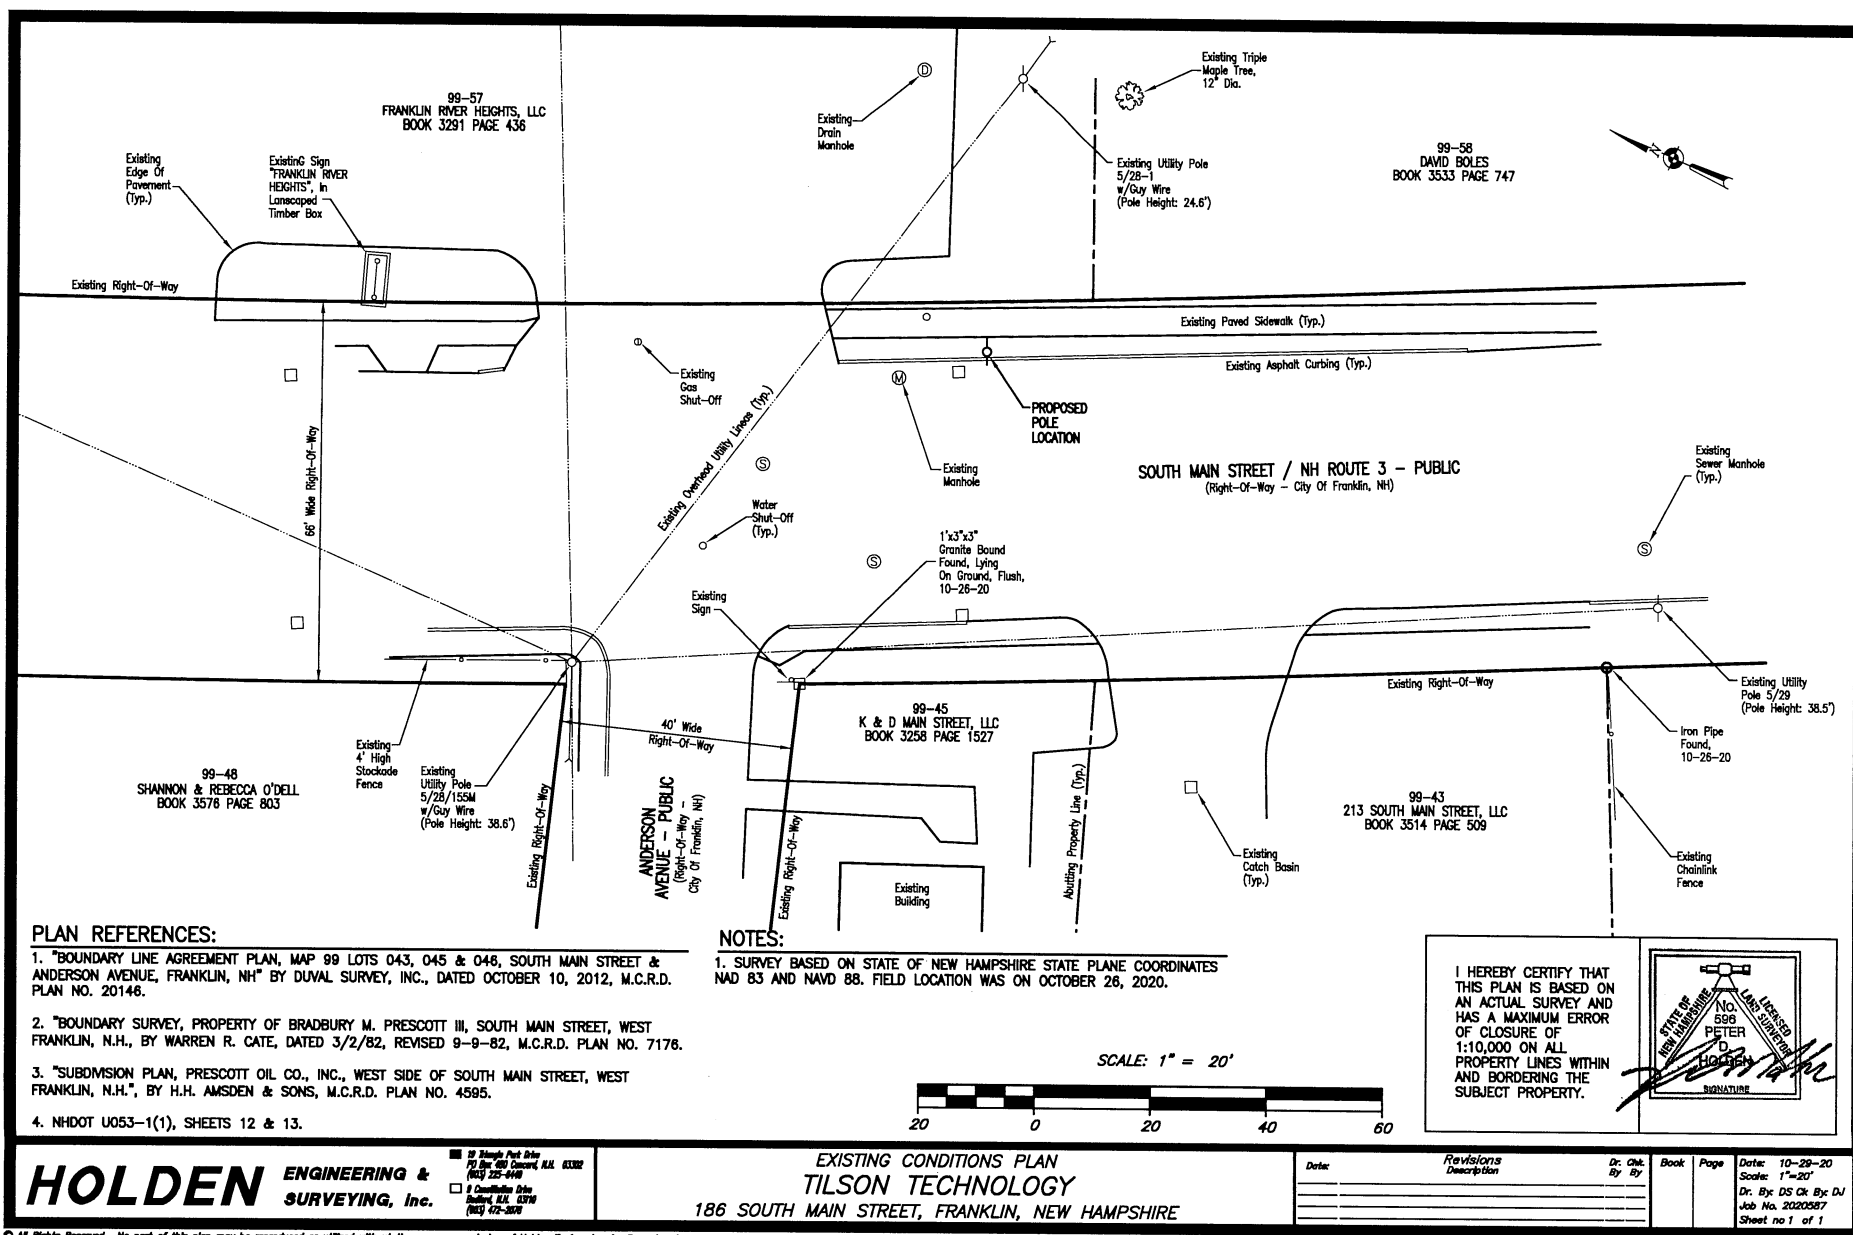 99-57
FRANKLIN RIVER HEIGHTS, LLC
BOOK 3291 PAGE 436
Existing
Edge Of
Pavement
(Typ.)
ExistinG Sign
"FRANKLIN RIVER
HEIGHTS", In
Lanscaped
Timber Box
Existing
Drain
Manhole
D
Existing Triple
Maple Tree,
12" Dia.
Existing Utility Pole
5/28-1
w/Guy Wire
(Pole Height: 24.6')
99-58
DAVID BOLES
BOOK 3533 PAGE 747
N
Existing Right-Of-Way
Existing Paved Sidewalk (Typ.)
Existing Asphalt Curbing (Typ.)
Existing
Gas
Shut-Off
M
PROPOSED
POLE
LOCATION
66' Wide Right-Of-Way
Existing Overhead Utility Lineas (Typ.)
S
Existing
Manhole
SOUTH MAIN STREET / NH ROUTE 3 - PUBLIC
(Right-Of-Way - City Of Franklin, NH)
Existing
Sewer Manhole
(Typ.)
Water
Shut-Off
(Typ.)
1'x3"x3"
Granite Bound
Found, Lying
On Ground, Flush,
10-26-20
S
S
Existing
Sign
Existing Right-Of-Way
Existing Utility
Pole 5/29
(Pole Height: 38.5')
99-45
K & D MAIN STREET, LLC
BOOK 3258 PAGE 1527
40' Wide
Right-Of-Way
Iron Pipe
Found,
10-26-20
Existing
4' High
Stockade
Fence
99-48
SHANNON & REBECCA O'DELL
BOOK 3576 PAGE 803
Existing
Utility Pole
5/28/155M
w/Guy Wire
(Pole Height: 38.6')
Existing Right-Of-Way
ANDERSON
AVENUE - PUBLIC
(Right-Of-Way -
City Of Franklin, NH)
Existing Right-Of-Way
Existing
Building
Abutting Property Line (Typ.)
99-43
213 SOUTH MAIN STREET, LLC
BOOK 3514 PAGE 509
Existing
Catch Basin
(Typ.)
Existing
Chainlink
Fence
PLAN REFERENCES:
1. "BOUNDARY LINE AGREEMENT PLAN, MAP 99 LOTS 043, 045 & 046, SOUTH MAIN STREET &
ANDERSON AVENUE, FRANKLIN, NH" BY DUVAL SURVEY, INC., DATED OCTOBER 10, 2012, M.C.R.D.
PLAN NO. 20146.
2. "BOUNDARY SURVEY, PROPERTY OF BRADBURY M. PRESCOTT III, SOUTH MAIN STREET, WEST
FRANKLIN, N.H., BY WARREN R. CATE, DATED 3/2/82, REVISED 9-9-82, M.C.R.D. PLAN NO. 7176.
3. "SUBDIVISION PLAN, PRESCOTT OIL CO., INC., WEST SIDE OF SOUTH MAIN STREET, WEST
FRANKLIN, N.H.", BY H.H. AMSDEN & SONS, M.C.R.D. PLAN NO. 4595.
4. NHDOT U053-1(1), SHEETS 12 & 13.
NOTES:
1. SURVEY BASED ON STATE OF NEW HAMPSHIRE STATE PLANE COORDINATES
NAD 83 AND NAVD 88. FIELD LOCATION WAS ON OCTOBER 26, 2020.
SCALE: 1" = 20'
20 0 20 40 60
I HEREBY CERTIFY THAT
THIS PLAN IS BASED ON
AN ACTUAL SURVEY AND
HAS A MAXIMUM ERROR
OF CLOSURE OF
1:10,000 ON ALL
PROPERTY LINES WITHIN
AND BORDERING THE
SUBJECT PROPERTY.
STATE OF
NEW HAMPSHIRE
LICENSED
LAND SURVEYOR
No.
596
PETER
D.
HOLDEN
SIGNATURE
HOLDEN ENGINEERING &
SURVEYING, Inc.
19 Triangle Park Drive
PO Box 480 Concord, N.H. 03302
(603) 225-6449
9 Constitution Drive
Bedford, N.H. 03110
(603) 472-2078
EXISTING CONDITIONS PLAN
TILSON TECHNOLOGY
186 SOUTH MAIN STREET, FRANKLIN, NEW HAMPSHIRE
Date: Revisions Description Dr. By Chk. By
Book Page
Date: 10-29-20
Scale: 1"=20'
Dr. By: DS Ck By: DJ
Job No. 2020587
Sheet no 1 of 1